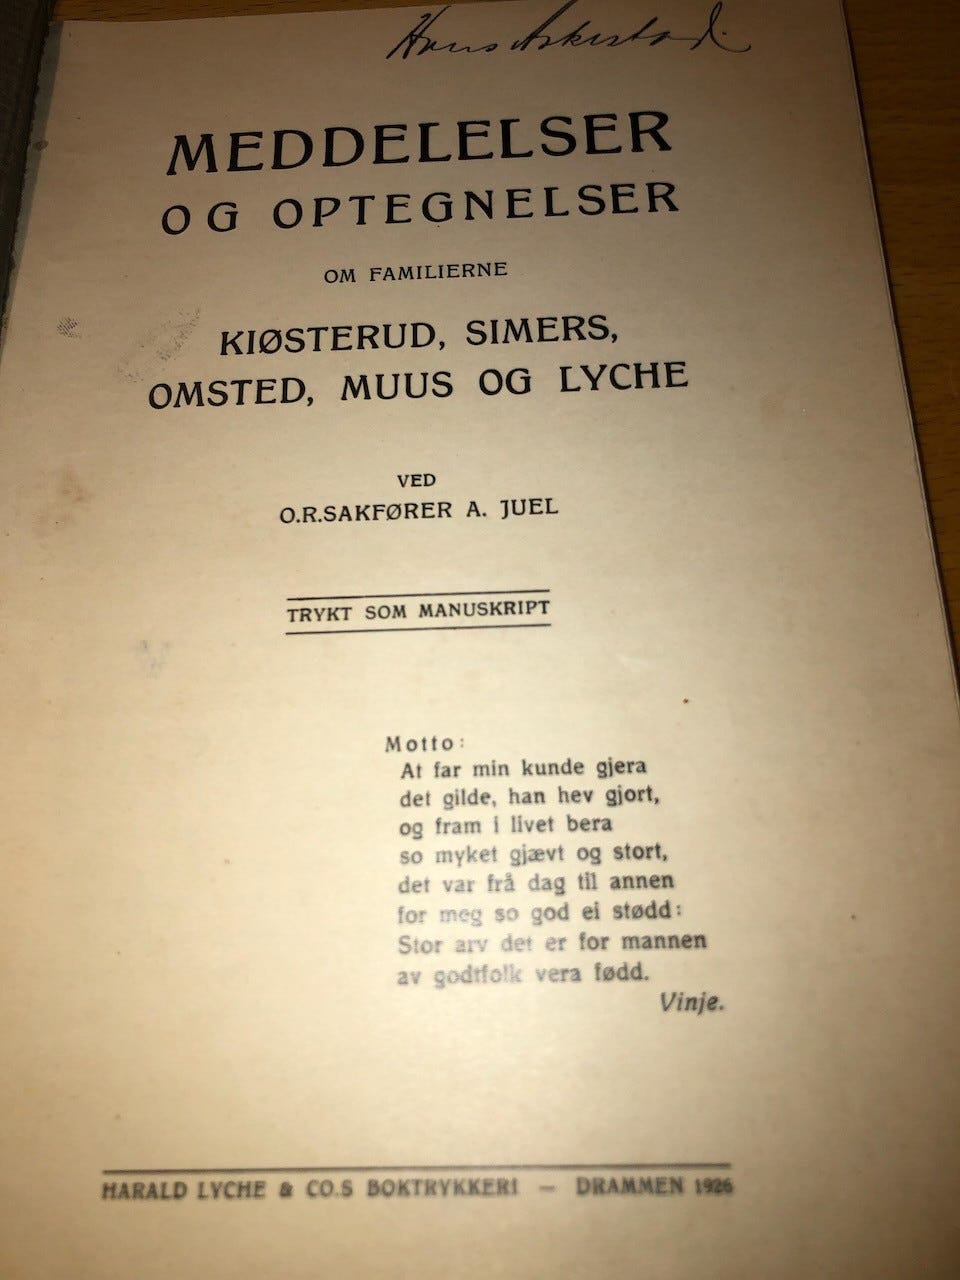 Hans Askestad.
MEDDELELSER
OG OPTEGNELSER
OM FAMILIERNE
KIØSTERUD, SIMERS,
OMSTED, MUUS OG LYCHE
VED
O.R.SAKFØRER A. JUEL
TRYKT SOM MANUSKRIPT
Motto:
At far min kunde gjera
det gilde, han hev gjort,
og fram i livet bera
so myket gjævt og stort,
det var frå dag til annen
for meg so god ei stødd:
Stor arv det er for mannen
av godtfolk vera fødd.
Vinje.
HARALD LYCHE & CO.S BOKTRYKKERI — DRAMMEN 1926